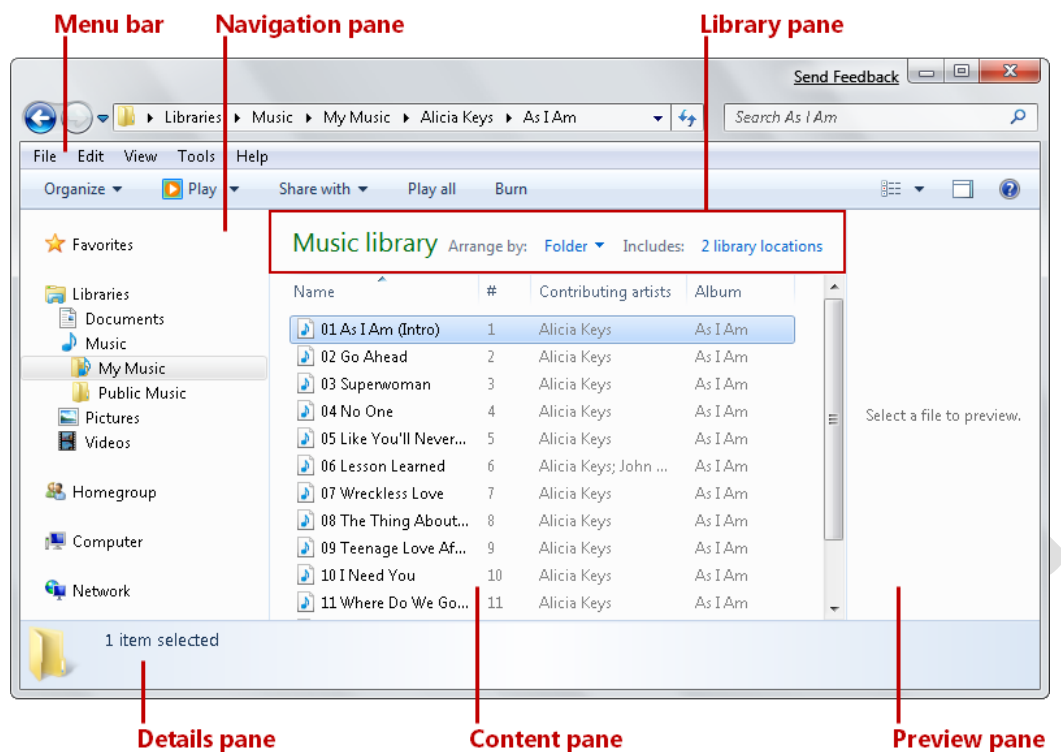 Menu bar Navigation pane Library pane
Send Feedback
Libraries Music My Music Alicia Keys As I Am Search As I Am
File Edit View Tools Help
Organize Play Share with Play all Burn
Favorites
Libraries
Documents
Music
My Music
Public Music
Pictures
Videos
Homegroup
Computer
Network
Music library Arrange by: Folder Includes: 2 library locations
Name # Contributing artists Album
01 As I Am (Intro) 1 Alicia Keys As I Am
02 Go Ahead 2 Alicia Keys As I Am
03 Superwoman 3 Alicia Keys As I Am
04 No One 4 Alicia Keys As I Am
05 Like You'll Never... 5 Alicia Keys As I Am
06 Lesson Learned 6 Alicia Keys; John ... As I Am
07 Wreckless Love 7 Alicia Keys As I Am
08 The Thing About... 8 Alicia Keys As I Am
09 Teenage Love Af... 9 Alicia Keys As I Am
10 I Need You 10 Alicia Keys As I Am
11 Where Do We Go... 11 Alicia Keys As I Am
Select a file to preview.
1 item selected
Details pane Content pane Preview pane